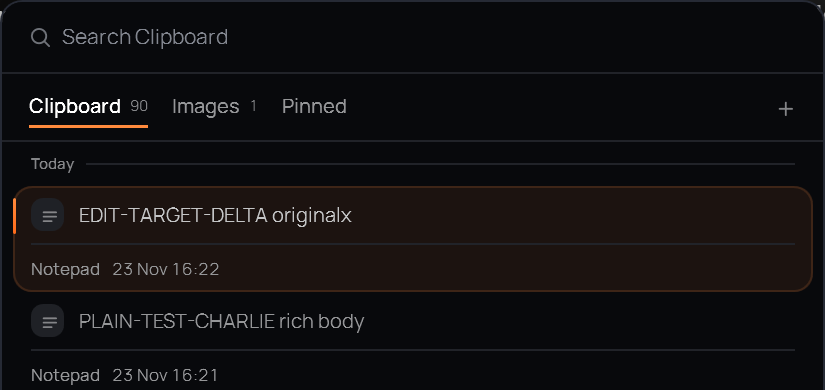 Search Clipboard
Clipboard 90 Images 1 Pinned +
Today
EDIT-TARGET-DELTA originalx
Notepad 23 Nov 16:22
PLAIN-TEST-CHARLIE rich body
Notepad 23 Nov 16:21